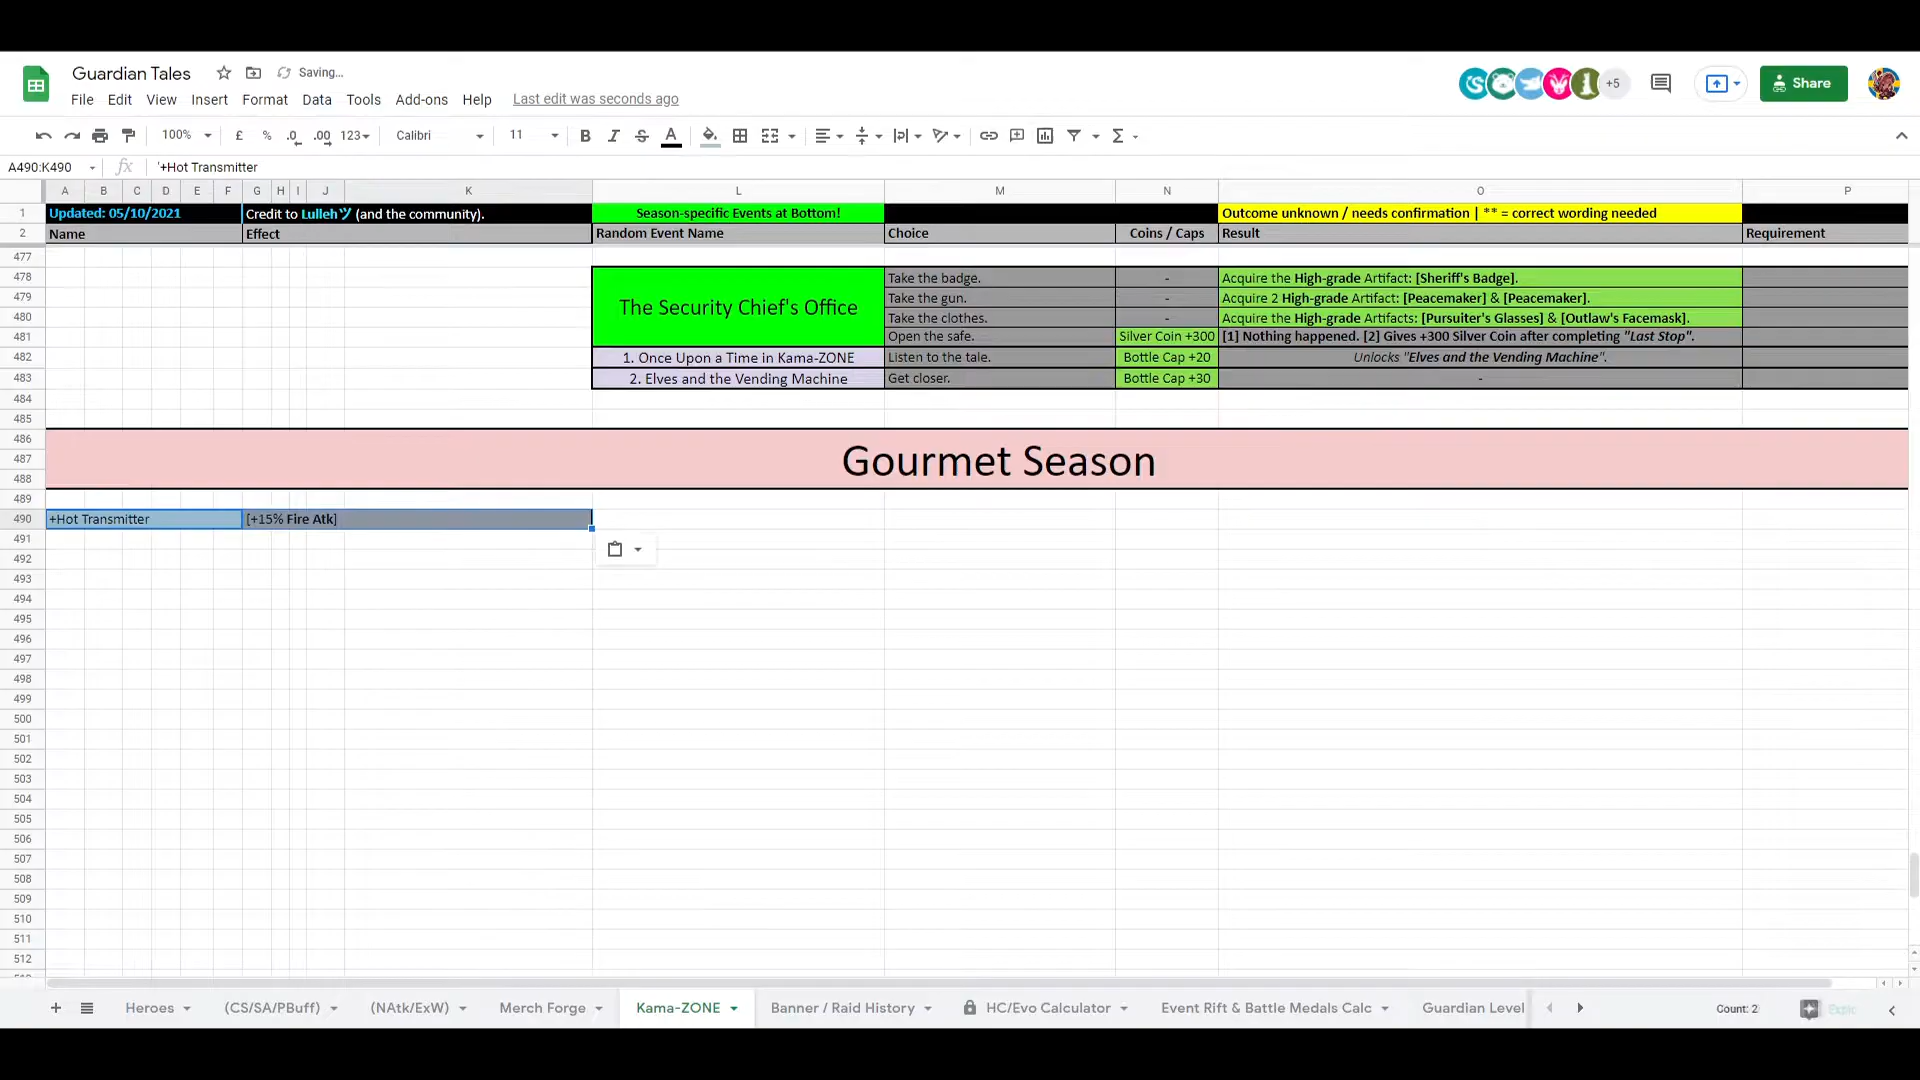 Guardian Tales
Saving...
File Edit View Insert Format Data Tools Add-ons Help Last edit was seconds ago
+5
Share
100% £ % .0 .00 123 Calibri 11 B I S A Σ
A490:K490 fx '+Hot Transmitter
A B C D E F G H I J K L M N O P
1 Updated: 05/10/2021 Credit to Lullehツ (and the community). Season-specific Events at Bottom! Outcome unknown / needs confirmation | ** = correct wording needed
2 Name Effect Random Event Name Choice Coins / Caps Result Requirement
477
478 Take the badge. - Acquire the High-grade Artifact: [Sheriff's Badge].
The Security Chief's Office
479 Take the gun. - Acquire 2 High-grade Artifact: [Peacemaker] & [Peacemaker].
480 Take the clothes. - Acquire the High-grade Artifacts: [Pursuiter's Glasses] & [Outlaw's Facemask].
481 Open the safe. Silver Coin +300 [1] Nothing happened. [2] Gives +300 Silver Coin after completing "Last Stop".
482 1. Once Upon a Time in Kama-ZONE Listen to the tale. Bottle Cap +20 Unlocks "Elves and the Vending Machine".
483 2. Elves and the Vending Machine Get closer. Bottle Cap +30 -
484
485
486
487 Gourmet Season
488
489
490 +Hot Transmitter [+15% Fire Atk]
491
492
493
494
495
496
497
498
499
500
501
502
503
504
505
506
507
508
509
510
511
512
Heroes (CS/SA/PBuff) (NAtk/ExW) Merch Forge Kama-ZONE Banner / Raid History HC/Evo Calculator Event Rift & Battle Medals Calc Guardian Level Count: 2